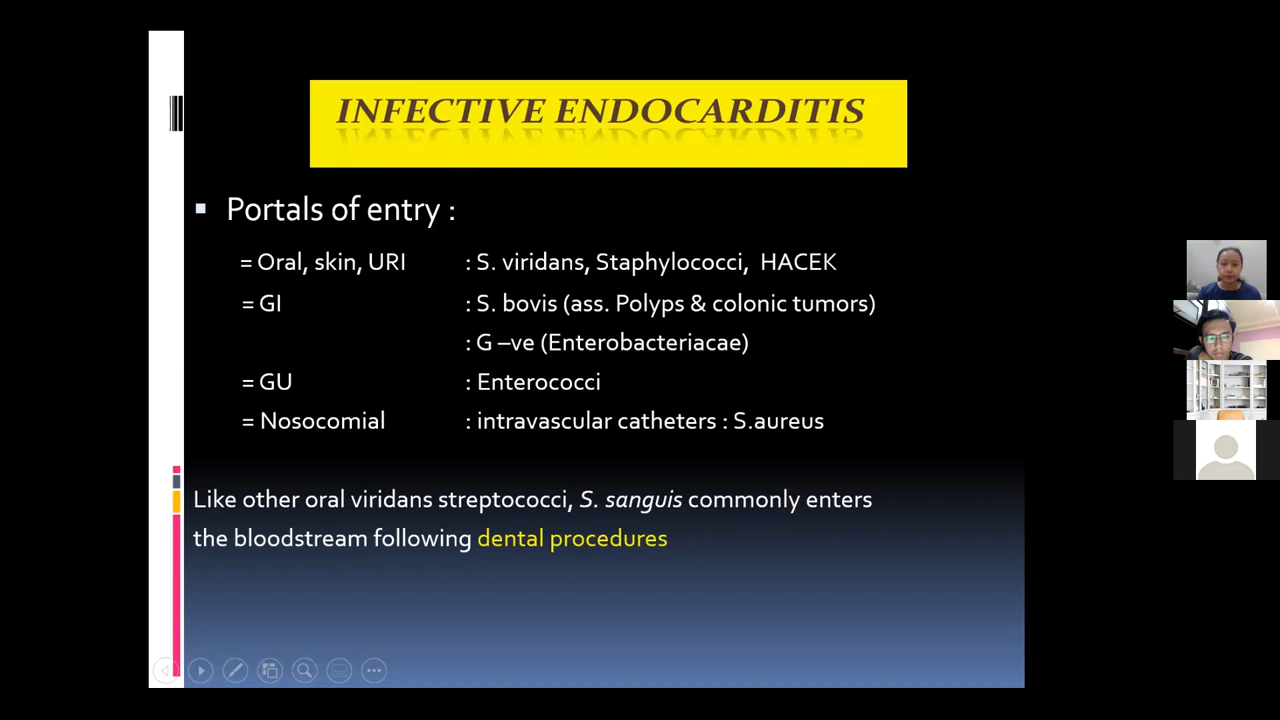 INFECTIVE ENDOCARDITIS
▪ Portals of entry :
= Oral, skin, URI : S. viridans, Staphylococci, HACEK
= GI : S. bovis (ass. Polyps & colonic tumors)
: G –ve (Enterobacteriacae)
= GU : Enterococci
= Nosocomial : intravascular catheters : S.aureus
Like other oral viridans streptococci, S. sanguis commonly enters
the bloodstream following dental procedures